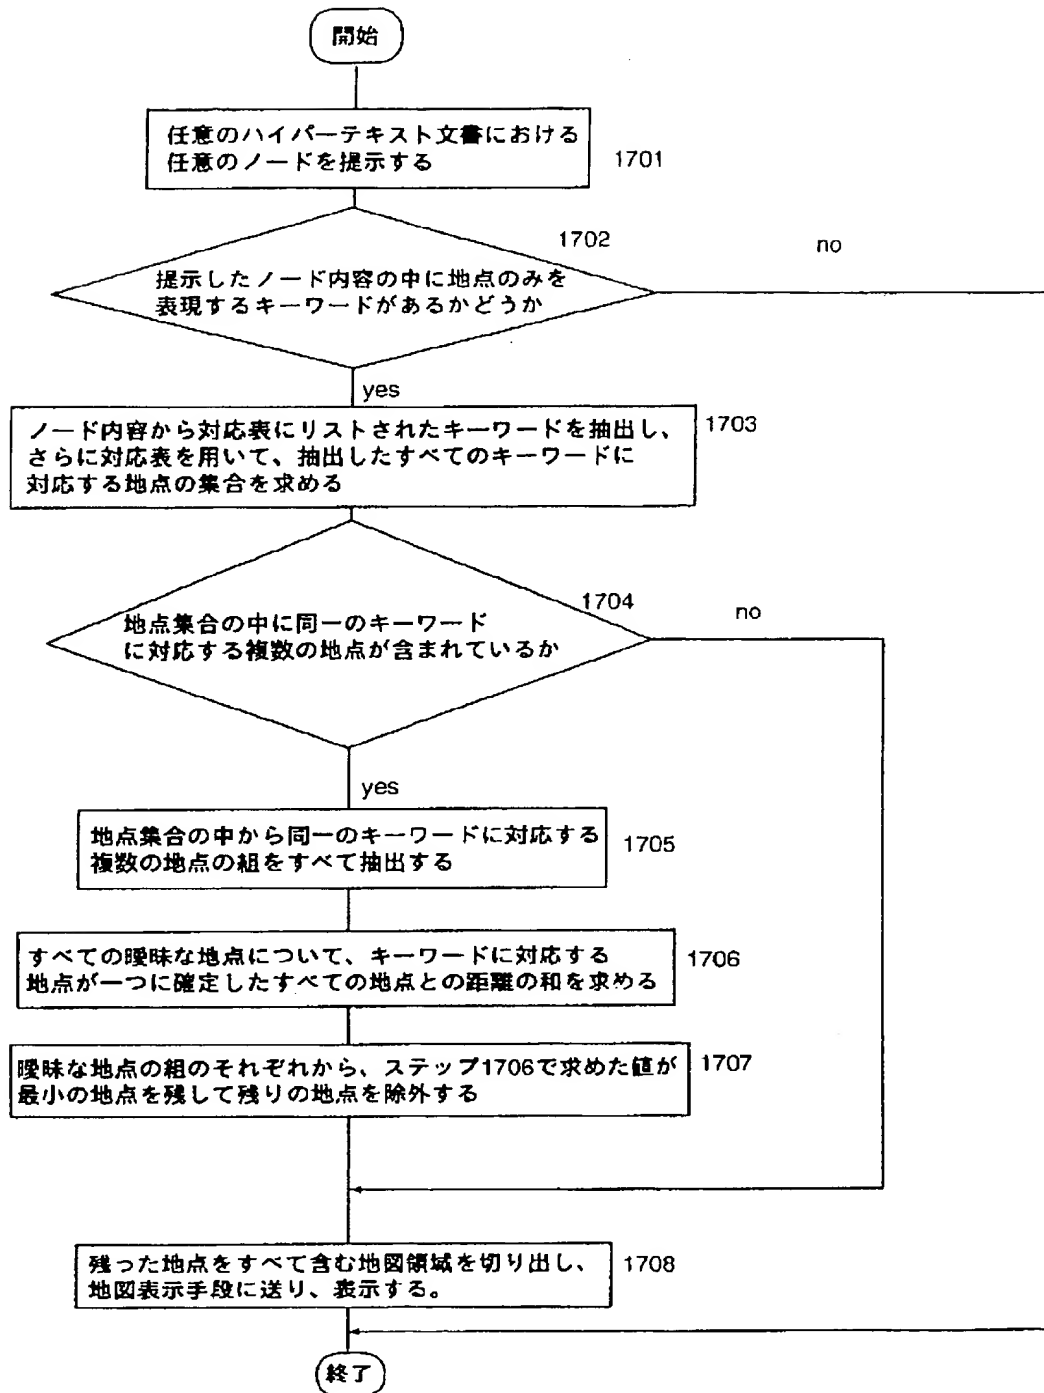 開始
任意のハイパーテキスト文書における
任意のノードを提示する
1701
1702
no
提示したノード内容の中に地点のみを
表現するキーワードがあるかどうか
yes
ノード内容から対応表にリストされたキーワードを抽出し、
さらに対応表を用いて、抽出したすべてのキーワードに
対応する地点の集合を求める
1703
1704
no
地点集合の中に同一のキーワード
に対応する複数の地点が含まれているか
yes
地点集合の中から同一のキーワードに対応する
複数の地点の組をすべて抽出する
1705
すべての曖昧な地点について、キーワードに対応する
地点が一つに確定したすべての地点との距離の和を求める
1706
曖昧な地点の組のそれぞれから、ステップ1706で求めた値が
最小の地点を残して残りの地点を除外する
1707
残った地点をすべて含む地図領域を切り出し、
地図表示手段に送り、表示する。
1708
終了